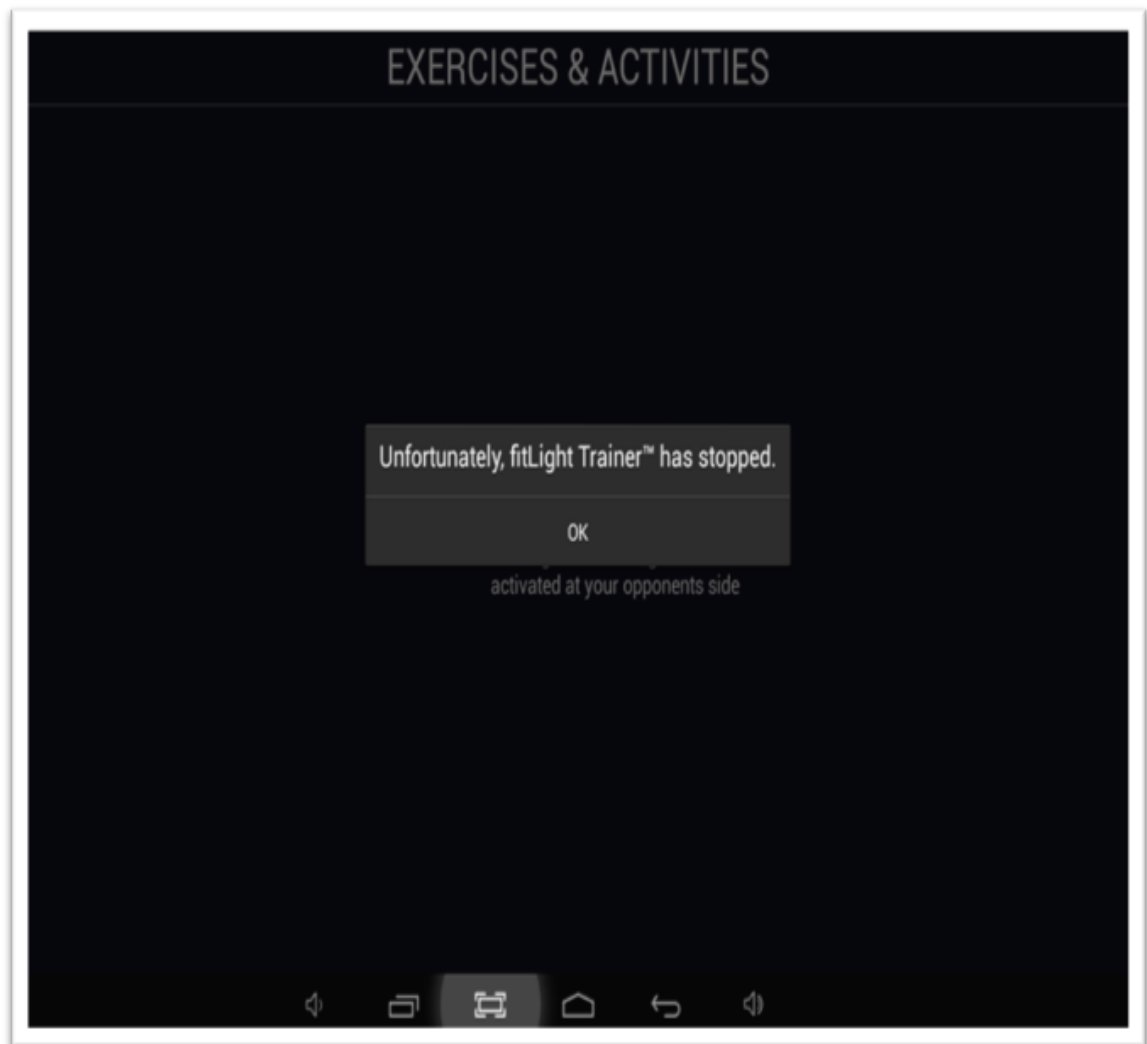 EXERCISES & ACTIVITIES
Unfortunately, fitLight Trainer™ has stopped.
OK
activated at your opponents side